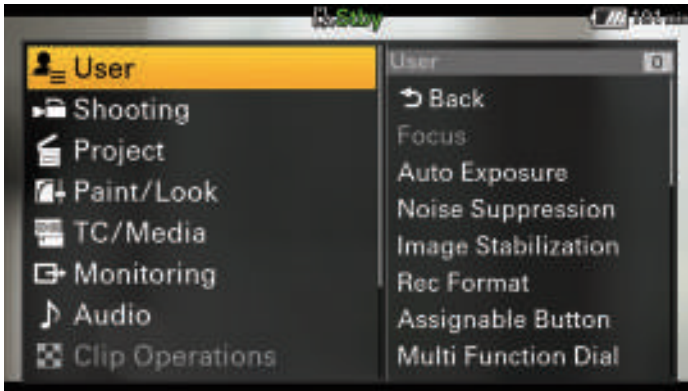 Stby
User
Shooting
Project
Paint/Look
TC/Media
Monitoring
Audio
Clip Operations
User
Back
Focus
Auto Exposure
Noise Suppression
Image Stabilization
Rec Format
Assignable Button
Multi Function Dial